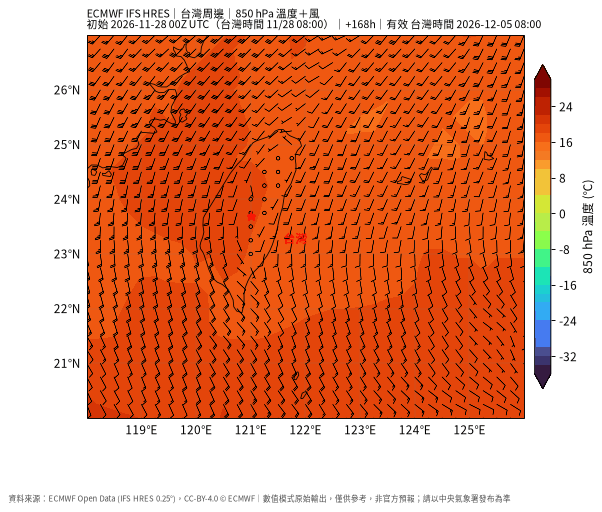 ECMWF IFS HRES｜台灣周邊｜850 hPa 溫度＋風
初始 2026-11-28 00Z UTC（台灣時間 11/28 08:00）｜+168h｜有效 台灣時間 2026-12-05 08:00
26°N
25°N
24°N
23°N
22°N
21°N
119°E 120°E 121°E 122°E 123°E 124°E 125°E
台灣
24
16
8
0
-8
-16
-24
-32
850 hPa 溫度 (°C)
資料來源：ECMWF Open Data (IFS HRES 0.25°)，CC-BY-4.0 © ECMWF｜數值模式原始輸出，僅供參考，非官方預報；請以中央氣象署發布為準